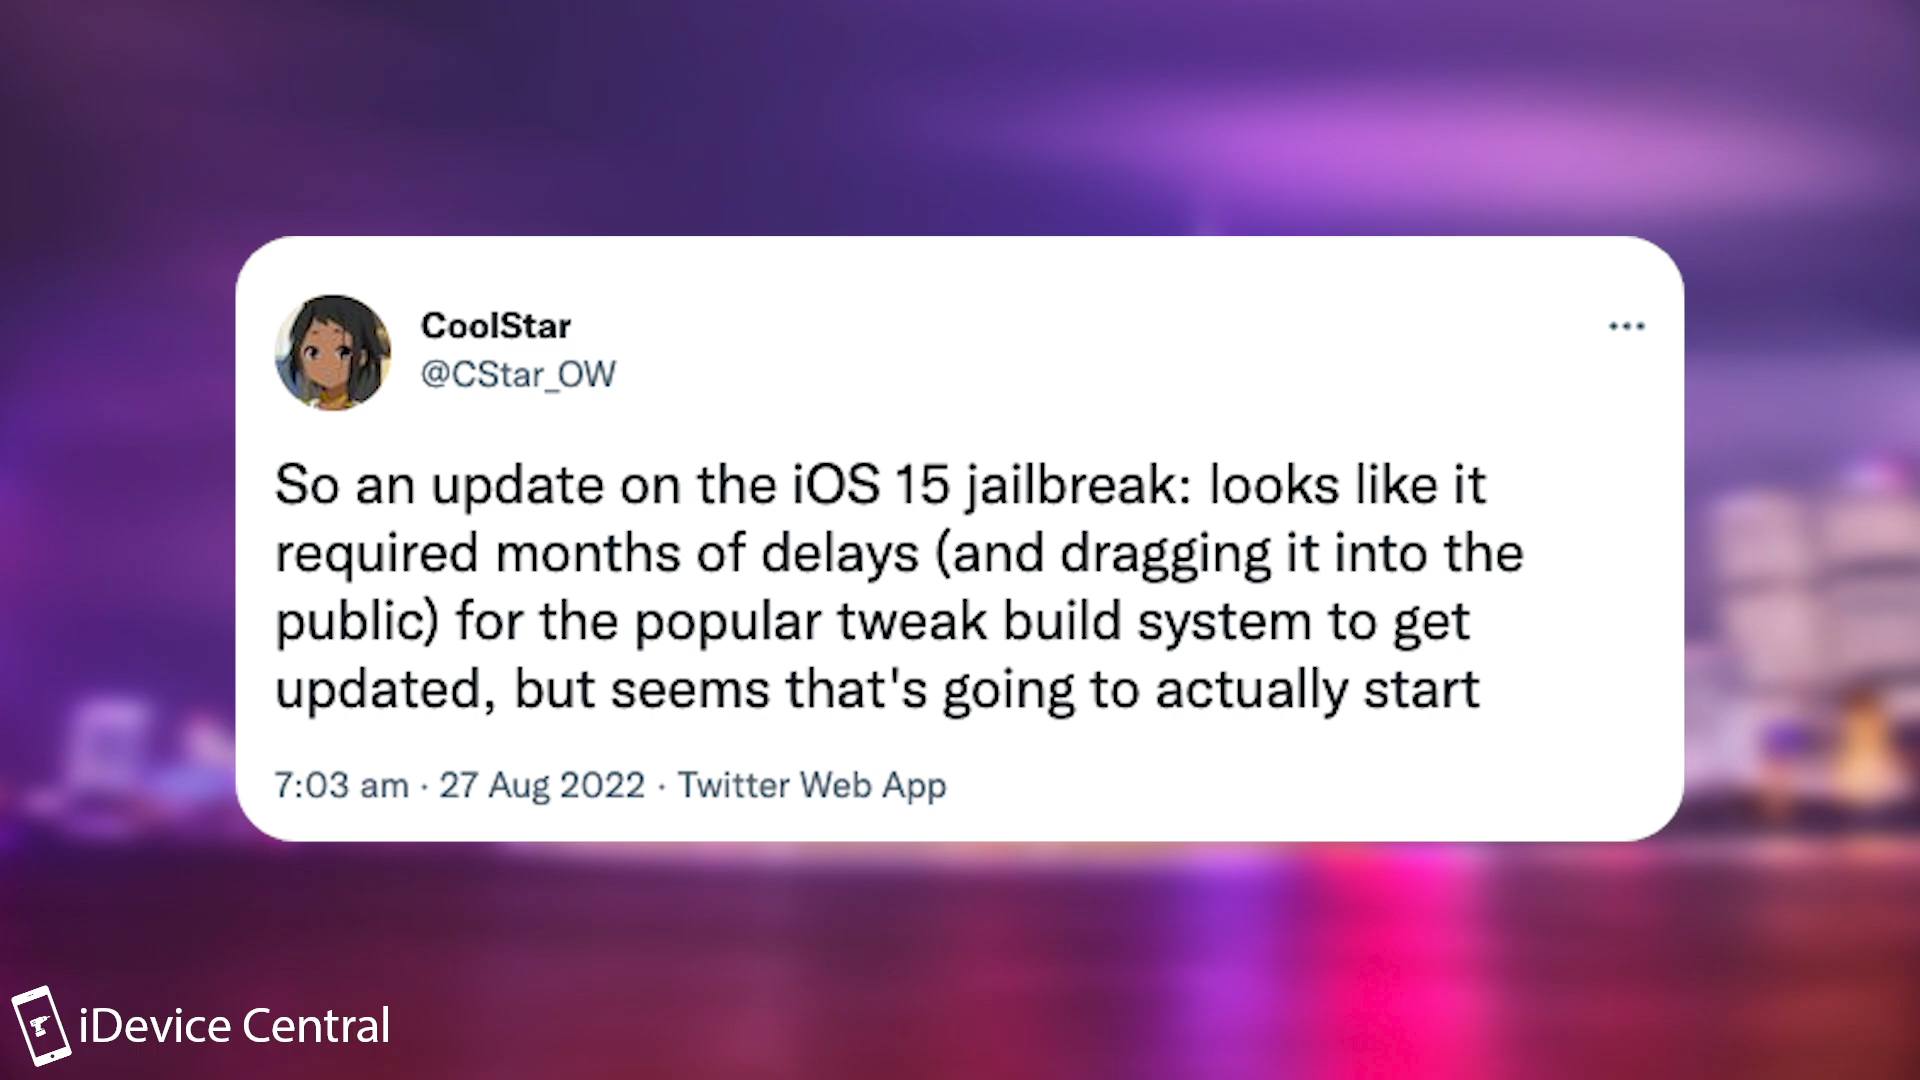 CoolStar
@CStar_OW
So an update on the iOS 15 jailbreak: looks like it
required months of delays (and dragging it into the
public) for the popular tweak build system to get
updated, but seems that's going to actually start
7:03 am · 27 Aug 2022 · Twitter Web App
iDevice Central